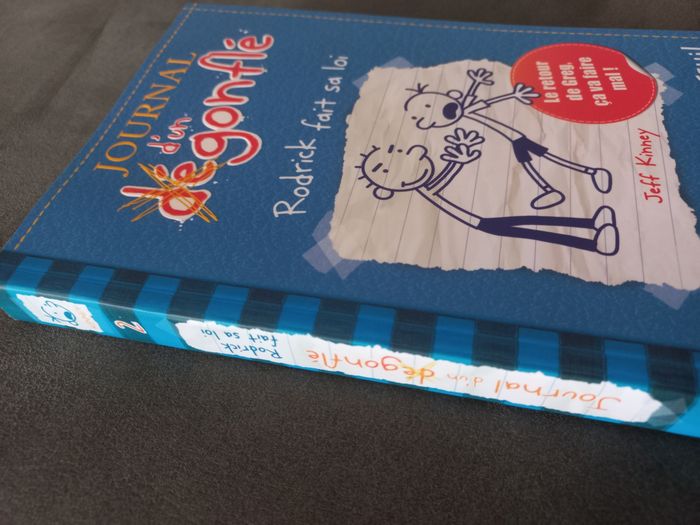 JOURNAL
d'un
dégonflé
Rodrick fait sa loi
Le retour
de Greg,
ça va faire
mal !
Jeff Kinney
2
Rodrick
fait sa loi
Journal d'un dégonflé